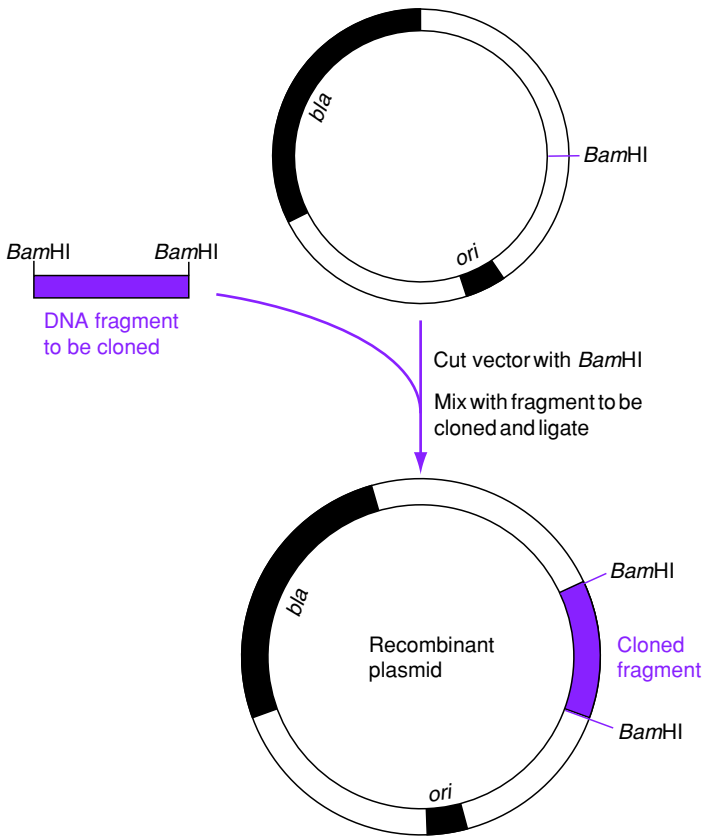 bla
BamHI
ori
BamHI BamHI
DNA fragment
to be cloned
Cut vector with BamHI
Mix with fragment to be
cloned and ligate
bla
BamHI
Recombinant
plasmid
Cloned
fragment
BamHI
ori